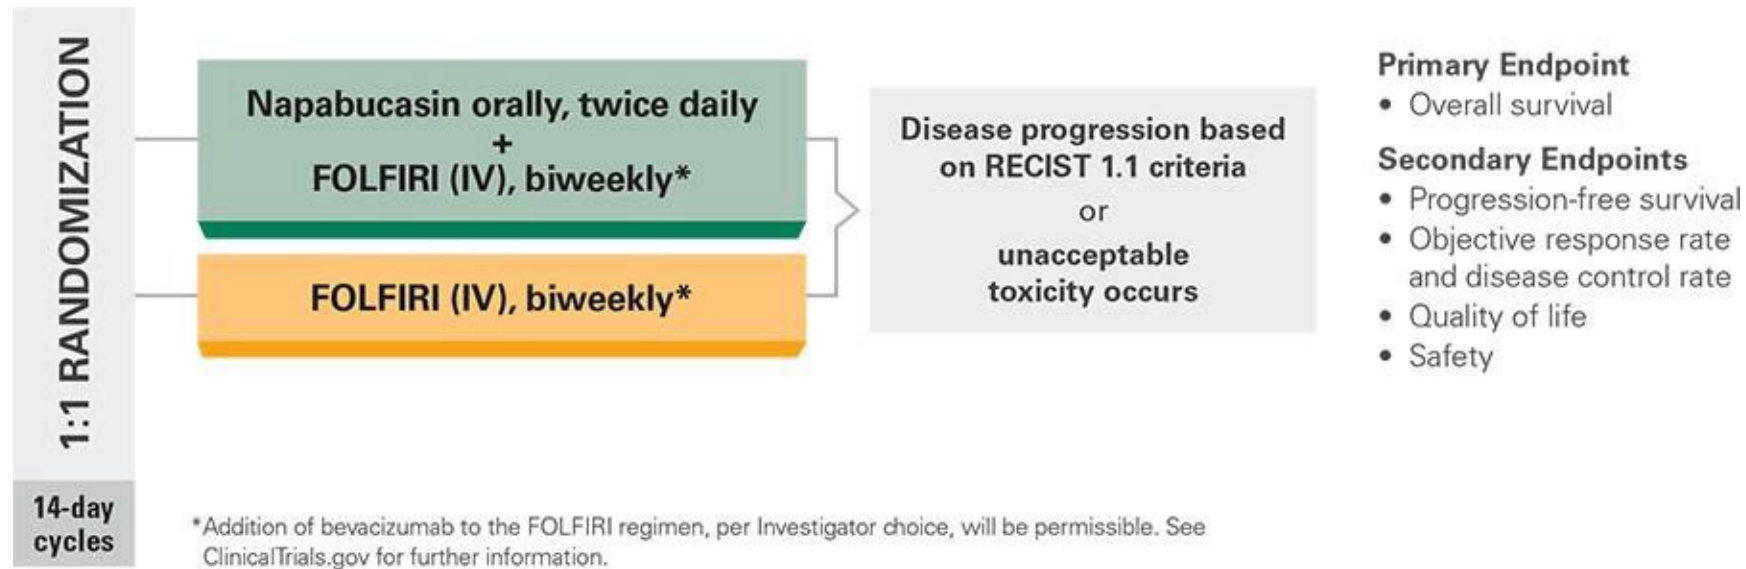 1:1 RANDOMIZATION
14-day
cycles
Napabucasin orally, twice daily
+
FOLFIRI (IV), biweekly*
FOLFIRI (IV), biweekly*
Disease progression based
on RECIST 1.1 criteria
or
unacceptable
toxicity occurs
Primary Endpoint
• Overall survival
Secondary Endpoints
• Progression-free survival
• Objective response rate
and disease control rate
• Quality of life
• Safety
*Addition of bevacizumab to the FOLFIRI regimen, per Investigator choice, will be permissible. See
ClinicalTrials.gov for further information.